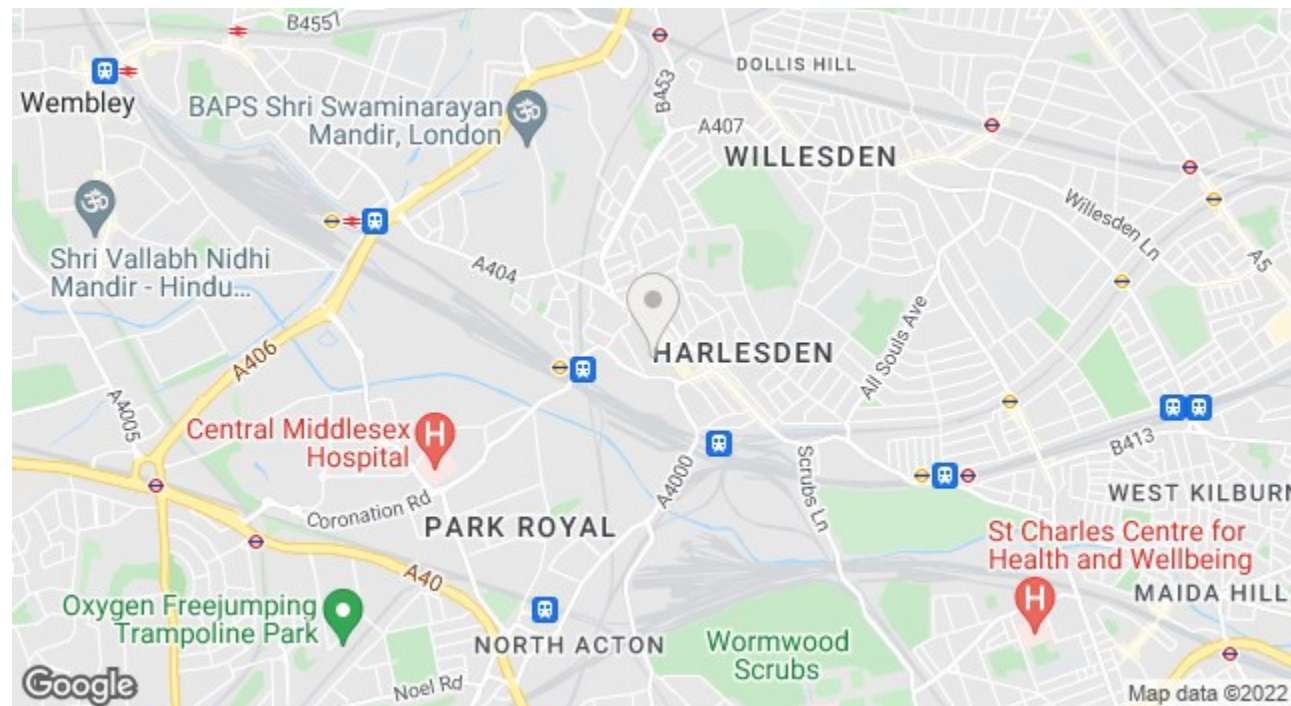 B4557
Wembley
BAPS Shri Swaminarayan
Mandir, London
B453
DOLLIS HILL
A407
WILLESDEN
Willesden Ln
A5
Shri Vallabh Nidhi
Mandir - Hindu...
A404
A406
HARLESDEN
All Souls Ave
A4005
Central Middlesex
Hospital
H
B413
A4000
Scrubs Ln
Coronation Rd
PARK ROYAL
WEST KILBURN
St Charles Centre for
Health and Wellbeing
H
A40
MAIDA HILL
Oxygen Freejumping
Trampoline Park
NORTH ACTON
Wormwood
Scrubs
Noel Rd
Google
Map data ©2022